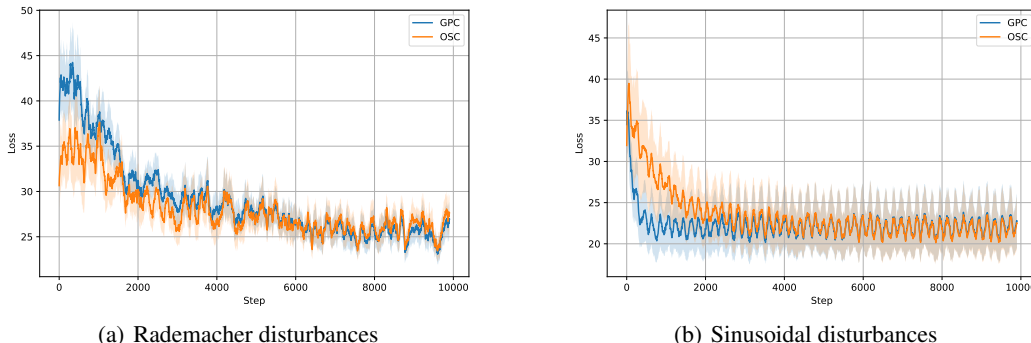 50
45
40
35
30
25
Loss
0 2000 4000 6000 8000 10000
Step
GPC
OSC
(a) Rademacher disturbances
45
40
35
30
25
20
Loss
0 2000 4000 6000 8000 10000
Step
GPC
OSC
(b) Sinusoidal disturbances